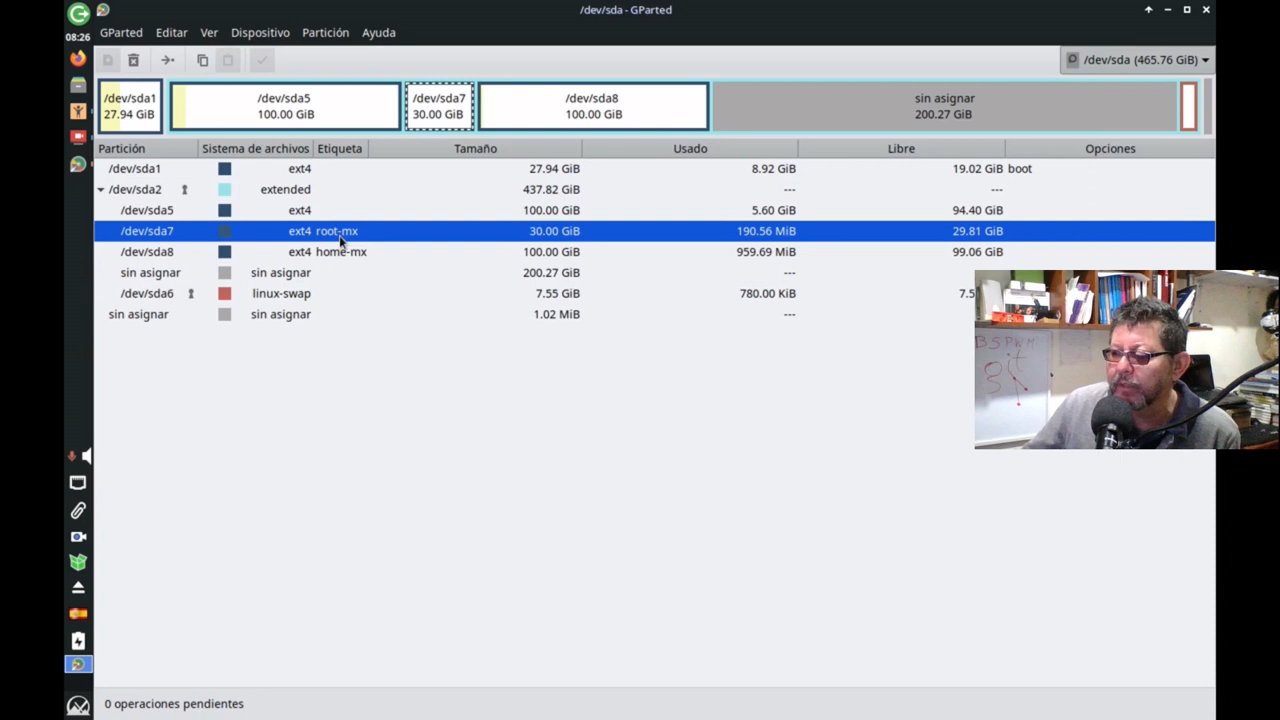 /dev/sda - GParted
08:26
GParted Editar Ver Dispositivo Partición Ayuda
/dev/sda (465.76 GiB)
/dev/sda1
27.94 GiB
/dev/sda5
100.00 GiB
/dev/sda7
30.00 GiB
/dev/sda8
100.00 GiB
sin asignar
200.27 GiB
Partición Sistema de archivos Etiqueta Tamaño Usado Libre Opciones
/dev/sda1 ext4 27.94 GiB 8.92 GiB 19.02 GiB boot
/dev/sda2 extended 437.82 GiB --- ---
/dev/sda5 ext4 100.00 GiB 5.60 GiB 94.40 GiB
/dev/sda7 ext4 root-mx 30.00 GiB 190.56 MiB 29.81 GiB
/dev/sda8 ext4 home-mx 100.00 GiB 959.69 MiB 99.06 GiB
sin asignar sin asignar 200.27 GiB ---
/dev/sda6 linux-swap 7.55 GiB 780.00 KiB 7.5
sin asignar sin asignar 1.02 MiB ---
BSPWM
git
0 operaciones pendientes